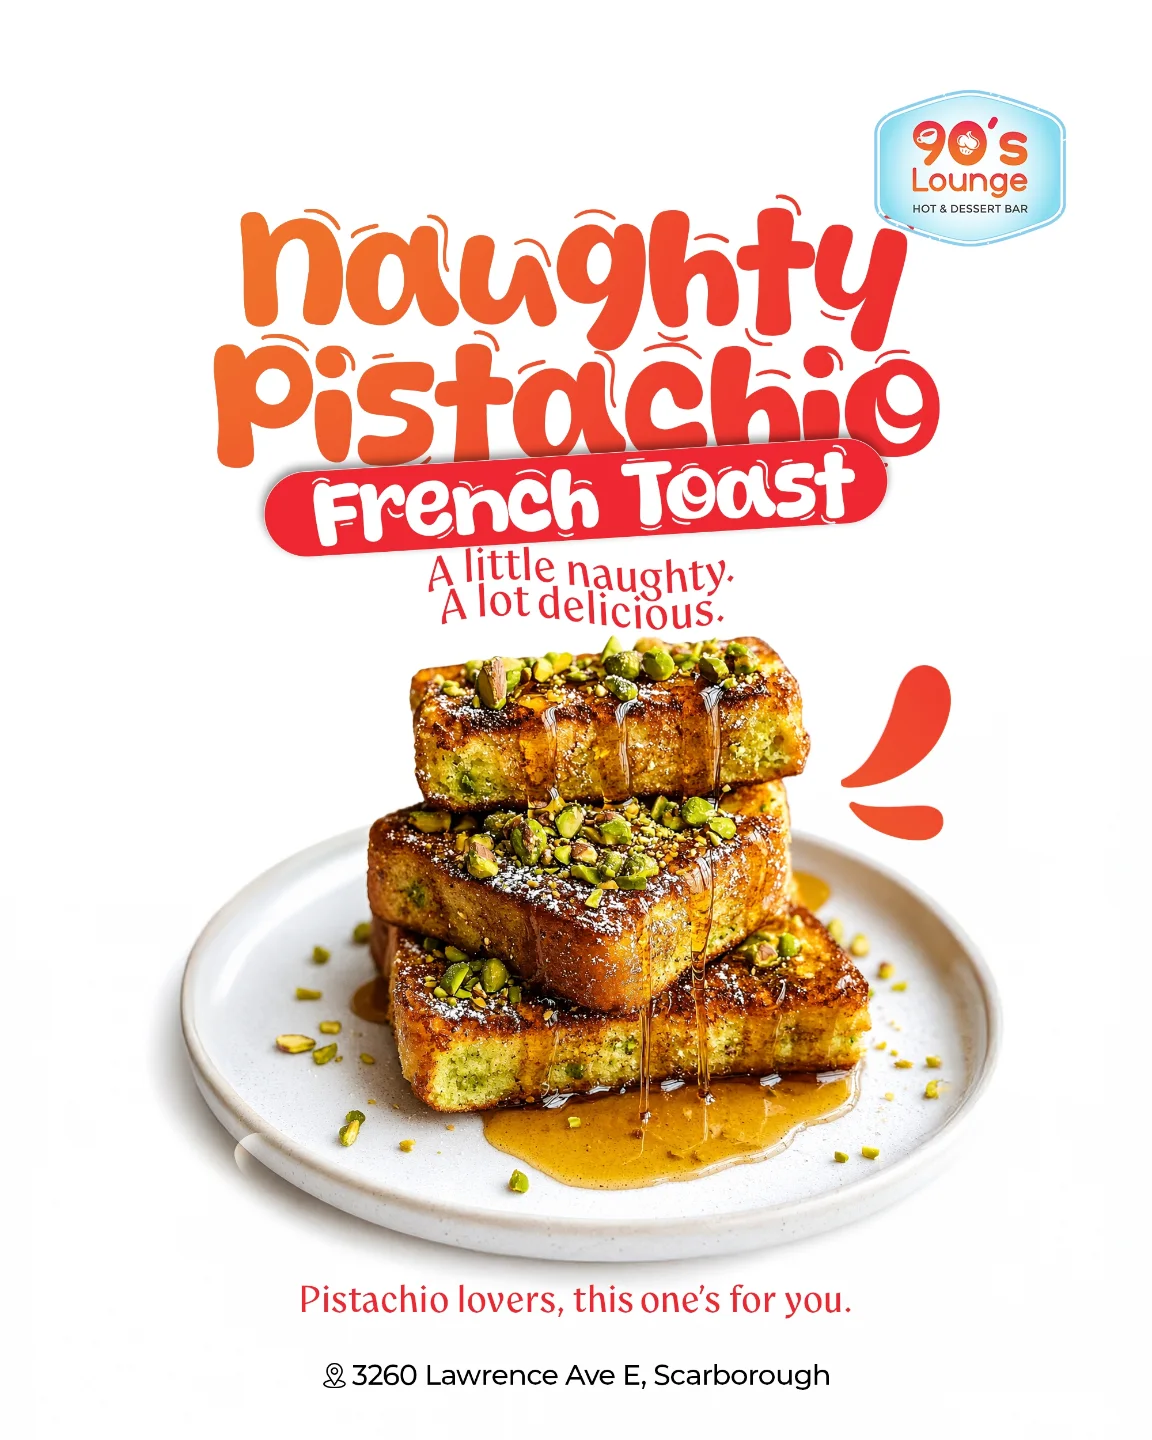 90's
Lounge
HOT & DESSERT BAR
Naughty
Pistachio
French Toast
A little naughty.
A lot delicious.
Pistachio lovers, this one's for you.
3260 Lawrence Ave E, Scarborough